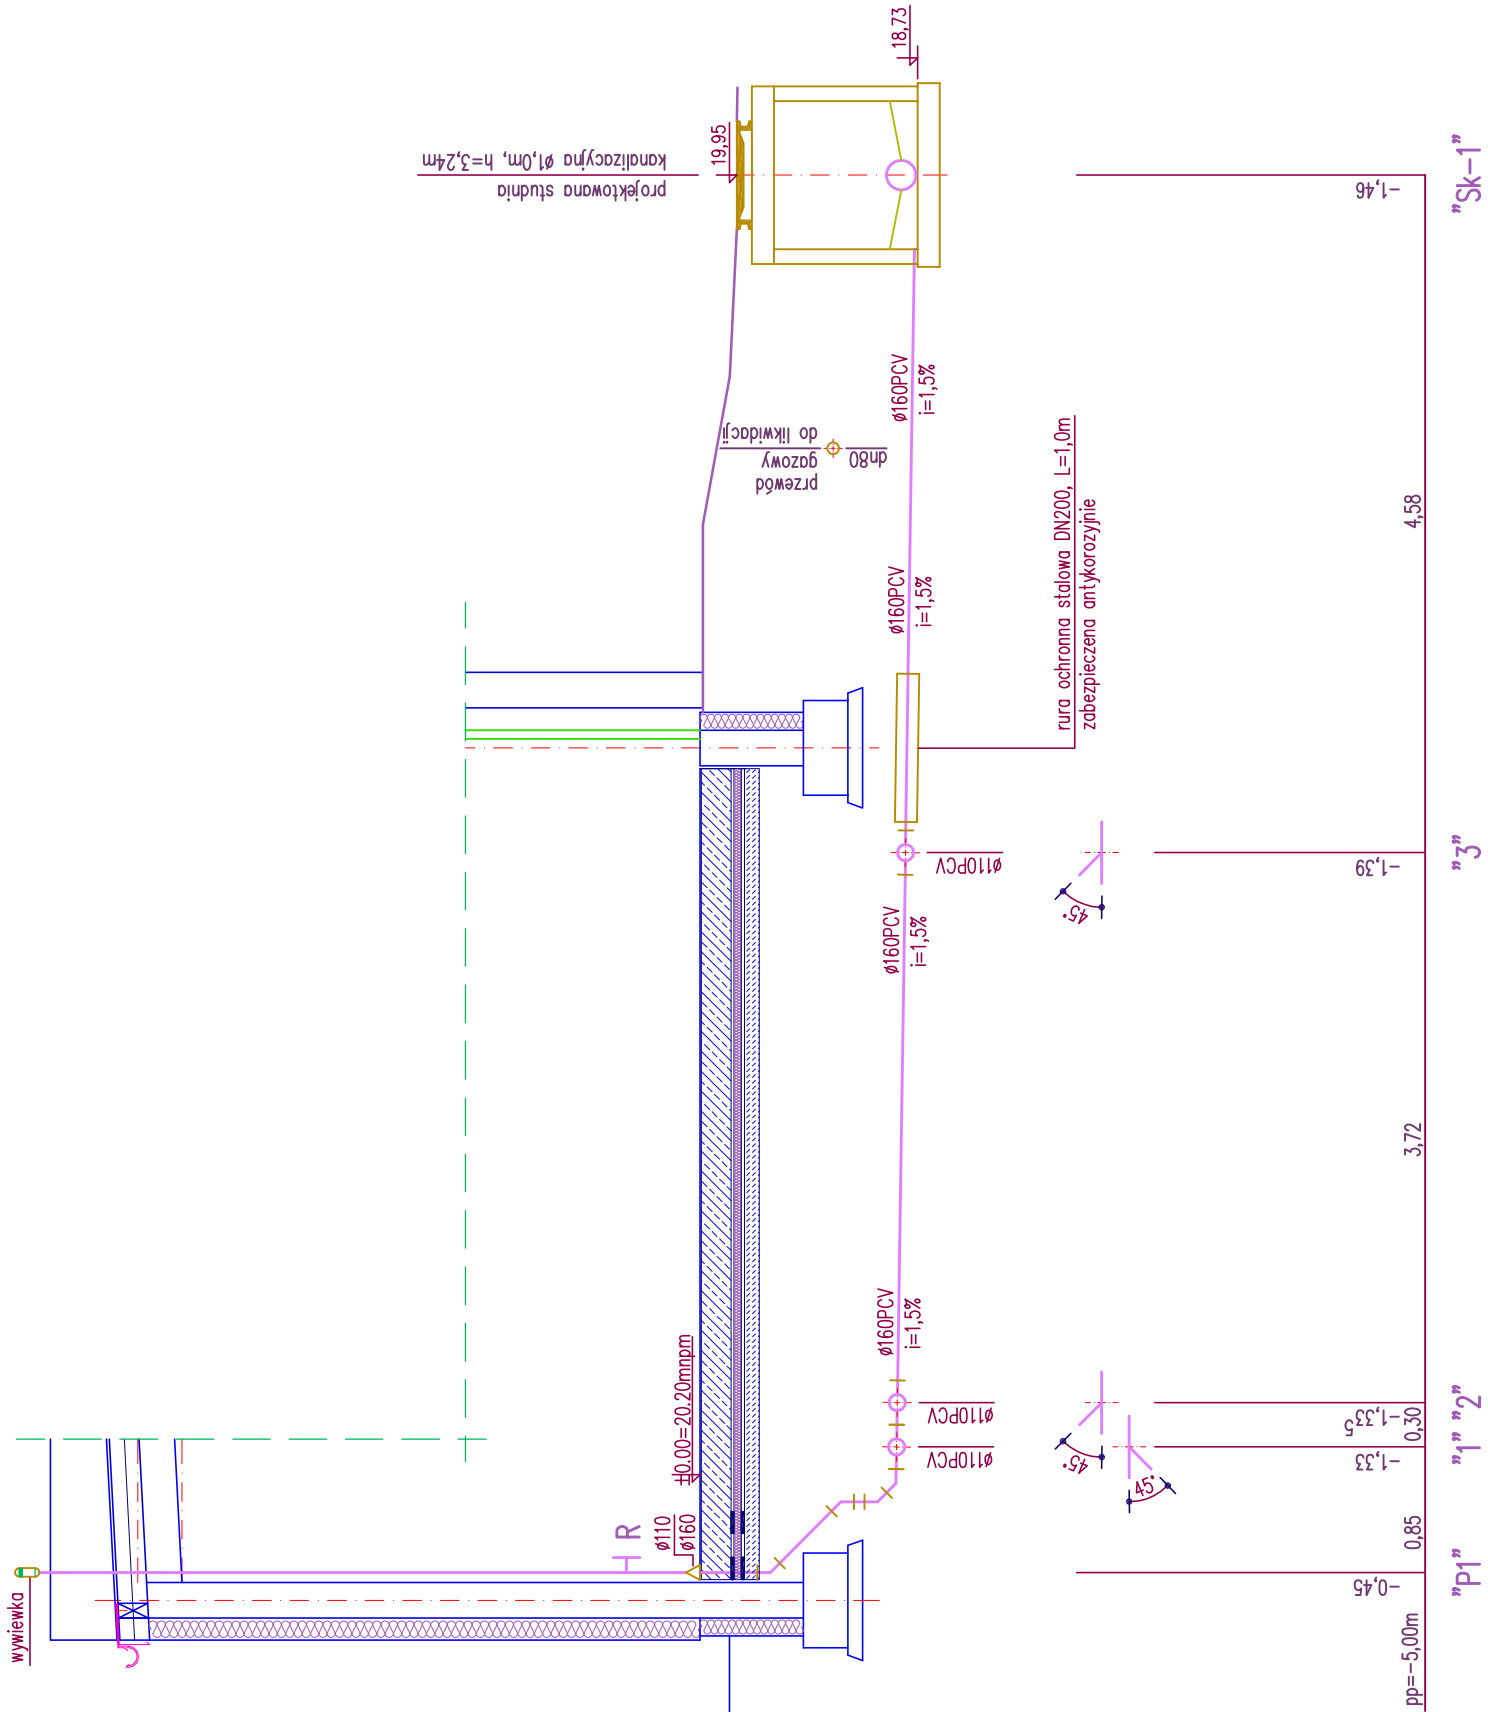 wywiewka
R
ø110
ø160
±0.00=20.20mnpm
projektowana studnia
kanalizacyjna ø1,0m, h=3,24m
19,95
18,73
przewód
gazowy
do likwidacji
dn80
ø160PCV
i=1,5%
ø160PCV
i=1,5%
ø160PCV
i=1,5%
ø160PCV
i=1,5%
rura ochronna stalowa DN200, L=1,0m
zabezpieczena antykorozyjnie
ø110PCV
ø110PCV
ø110PCV
45°
45°
45°
pp=-5,00m
-0,45
0,85
-1,33
0,30
-1,33⁵
3,72
-1,39
4,58
-1,46
"P1"
"1"
"2"
"3"
"Sk-1"